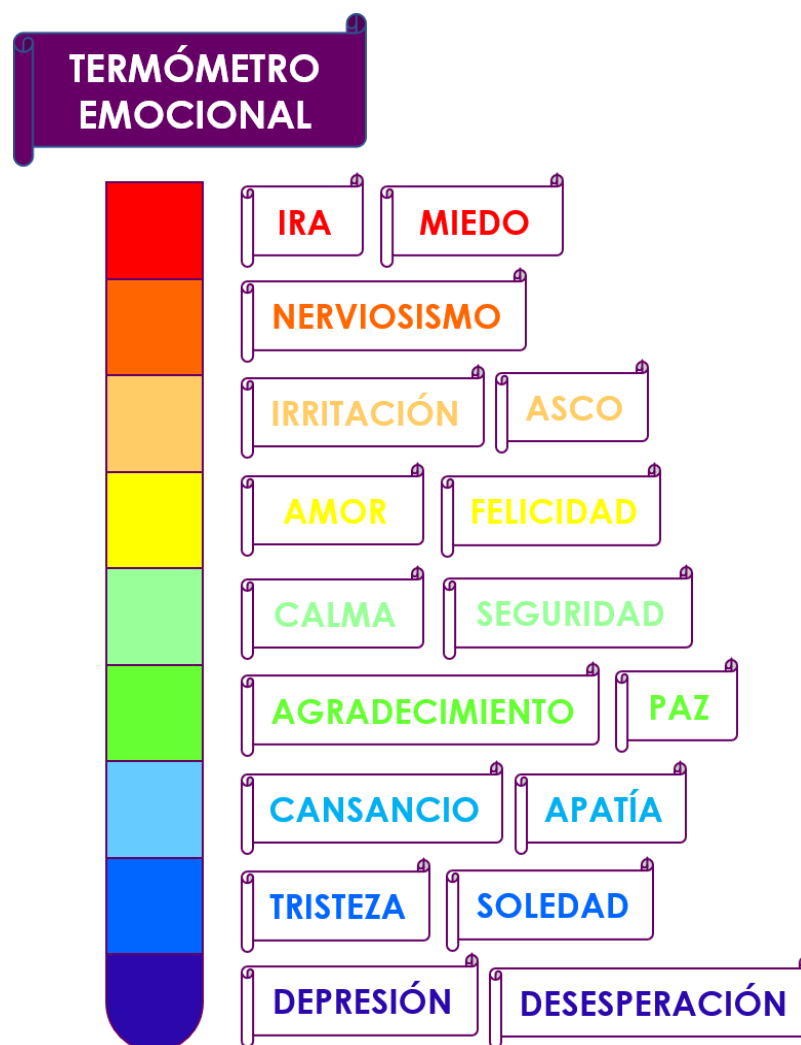 TERMÓMETRO
EMOCIONAL
IRA MIEDO
NERVIOSISMO
IRRITACIÓN ASCO
AMOR FELICIDAD
CALMA SEGURIDAD
AGRADECIMIENTO PAZ
CANSANCIO APATÍA
TRISTEZA SOLEDAD
DEPRESIÓN DESESPERACIÓN